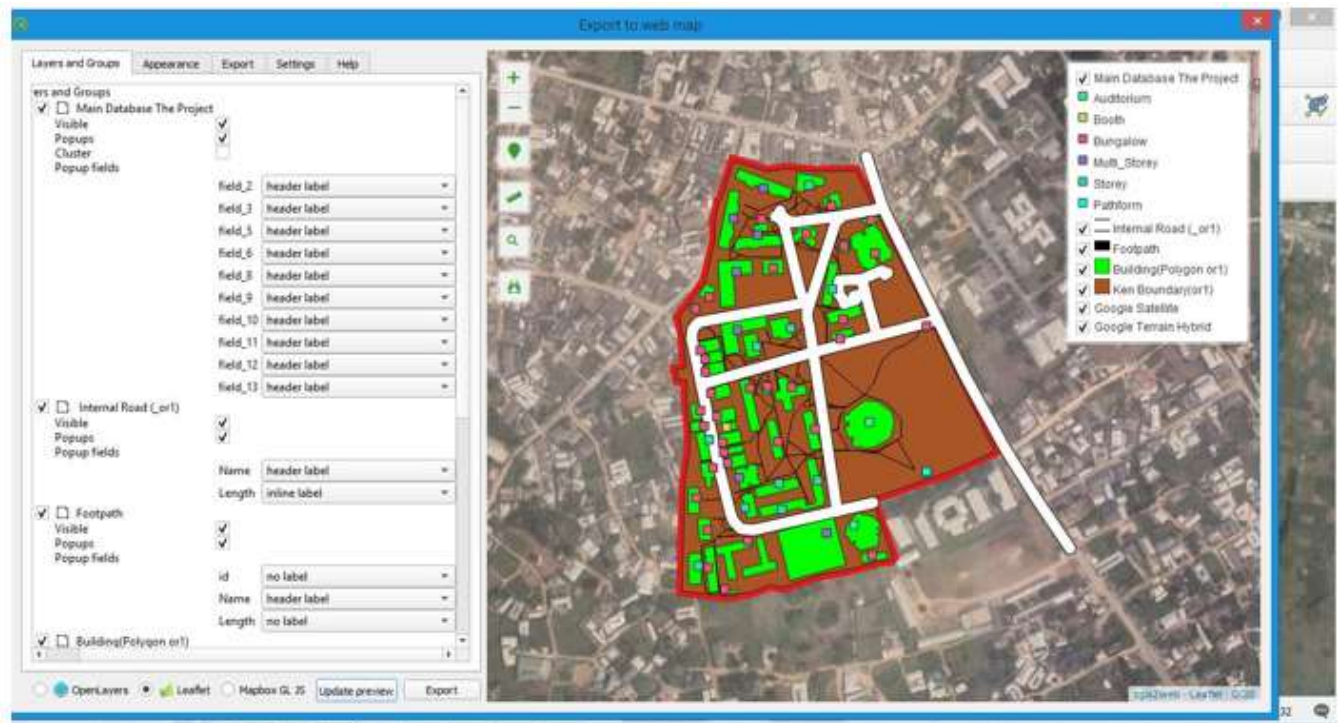 Export to web map
Layers and Groups Appearance Export Settings Help
ers and Groups
Main Database The Project
Visible
Popups
Cluster
Popup fields
field_2 header label
field_3 header label
field_5 header label
field_6 header label
field_8 header label
field_9 header label
field_10 header label
field_11 header label
field_12 header label
field_13 header label
Internal Road (_or1)
Visible
Popups
Popup fields
Name header label
Length inline label
Footpath
Visible
Popups
Popup fields
id no label
Name header label
Length no label
Building(Polygon or1)
OpenLayers Leaflet Mapbox GL JS Update preview Export
+
−
Main Database The Project
Auditorium
Booth
Bungalow
Multi_Storey
Storey
Pathform
Internal Road (_or1)
Footpath
Building(Polygon or1)
Ken Boundary(or1)
Google Satellite
Google Terrain Hybrid
qgis2web · Leaflet · QGIS
32